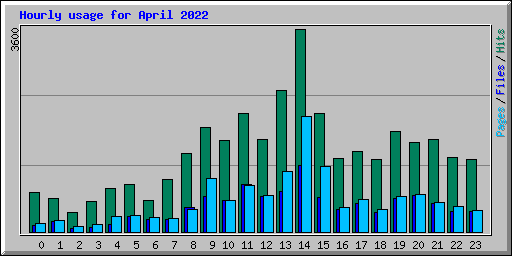 Hourly usage for April 2022
3600
Pages/Files/Hits
0 1 2 3 4 5 6 7 8 9 10 11 12 13 14 15 16 17 18 19 20 21 22 23